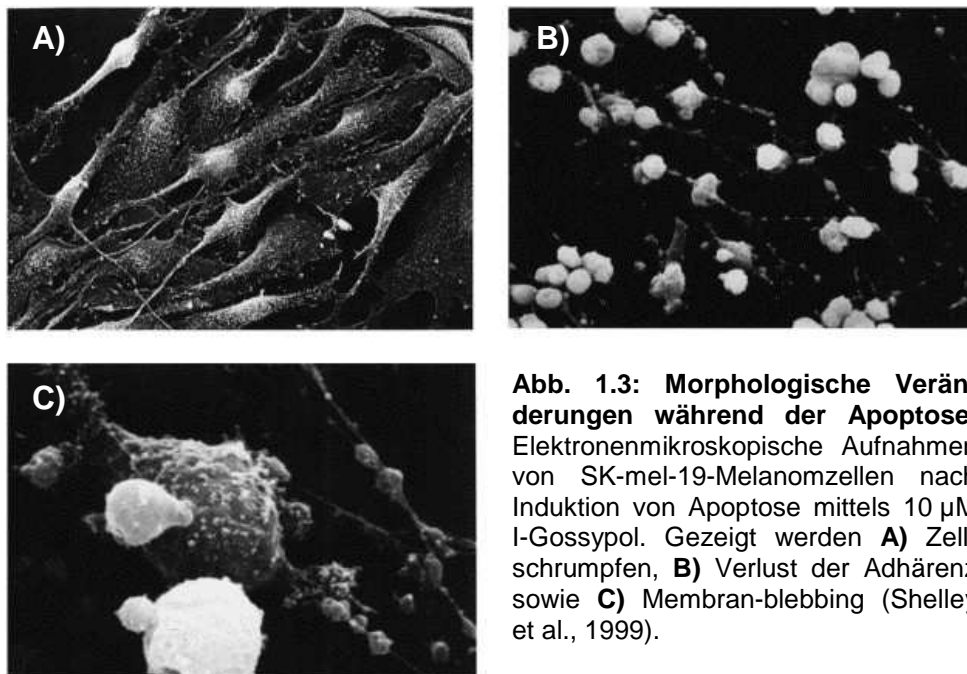 A)
B)
C)
Abb. 1.3: Morphologische Verän
derungen während der Apoptose
Elektronenmikroskopische Aufnahmen
von SK-mel-19-Melanomzellen nach
Induktion von Apoptose mittels 10 µM
l-Gossypol. Gezeigt werden A) Zell
schrumpfen, B) Verlust der Adhärenz
sowie C) Membran-blebbing (Shelley
et al., 1999).